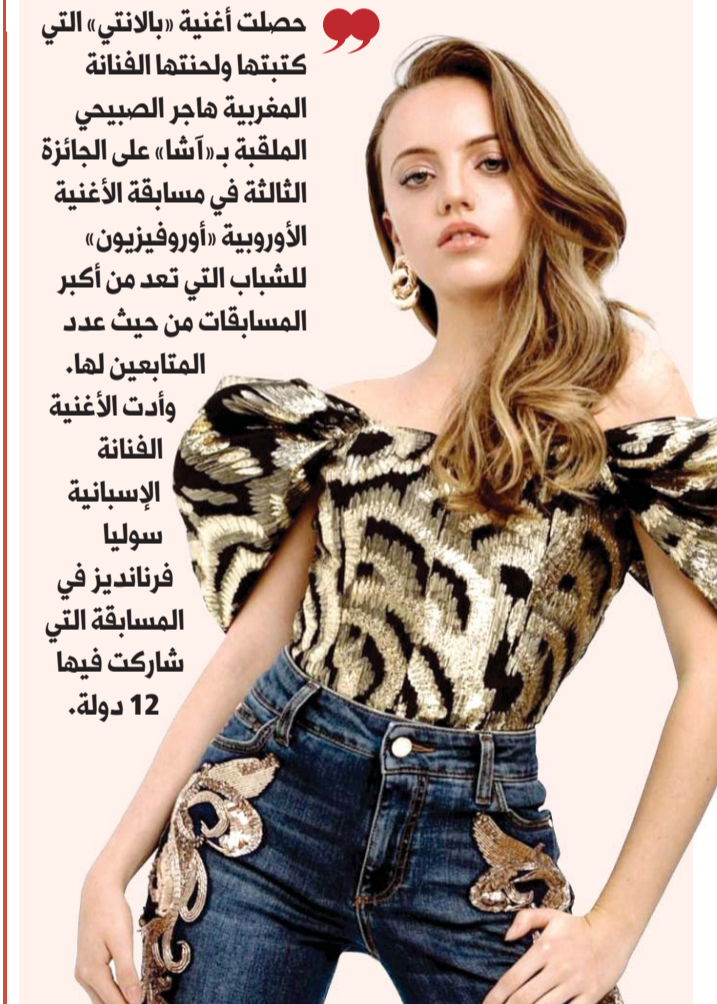 حصلت أغنية «بالانتي» التي
كتبتها ولحنتها الفنانة
المغربية هاجر الصبيحي
الملقبة بـ«آشا» على الجائزة
الثالثة في مسابقة الأغنية
الأوروبية «أوروفيزيون»
للشباب التي تعد من أكبر
المسابقات من حيث عدد
المتابعين لها.
وأدت الأغنية
الفنانة
الإسبانية
سوليا
فرنانديز في
المسابقة التي
شاركت فيها
12 دولة.